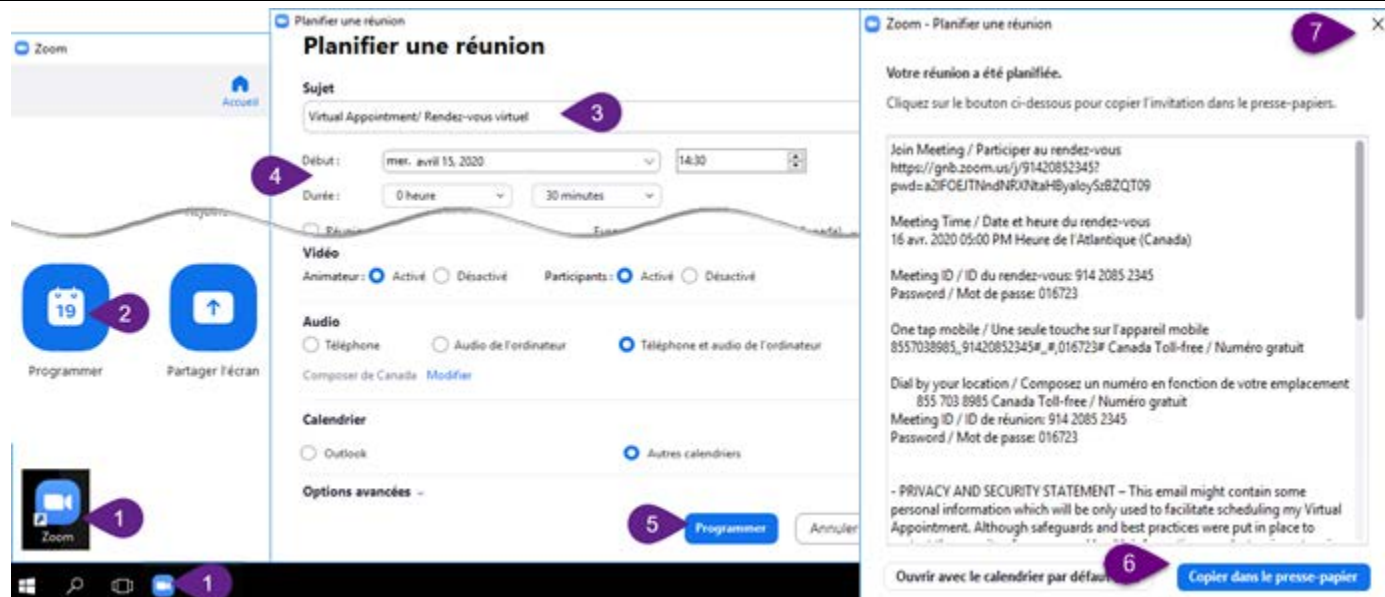 Zoom
Accueil
2
19
Programmer
Partager l'écran
1
Zoom
1
Planifier une réunion
Planifier une réunion
Sujet
Virtual Appointment/ Rendez-vous virtuel
3
4
Début :
mer. avril 15, 2020
14:30
Durée :
0 heure
30 minutes
Vidéo
Animateur : Activé Désactivé Participants : Activé Désactivé
Audio
Téléphone Audio de l'ordinateur Téléphone et audio de l'ordinateur
Composer de Canada Modifier
Calendrier
Outlook Autres calendriers
Options avancées
5
Programmer
Annuler
Zoom - Planifier une réunion
7
Votre réunion a été planifiée.
Cliquez sur le bouton ci-dessous pour copier l'invitation dans le presse-papiers.
Join Meeting / Participer au rendez-vous
https://gnb.zoom.us/j/91420852345?
Meeting Time / Date et heure du rendez-vous
16 avr. 2020 05:00 PM Heure de l'Atlantique (Canada)
Meeting ID / ID du rendez-vous: 914 2085 2345
Password / Mot de passe: 016723
One tap mobile / Une seule touche sur l'appareil mobile
8557038985,,91420852345#,,#,016723# Canada Toll-free / Numéro gratuit
Dial by your location / Composez un numéro en fonction de votre emplacement
855 703 8985 Canada Toll-free / Numéro gratuit
Meeting ID / ID de réunion: 914 2085 2345
Password / Mot de passe: 016723
- PRIVACY AND SECURITY STATEMENT – This email might contain some
personal information which will be only used to facilitate scheduling my Virtual
Appointment. Although safeguards and best practices were put in place to
6
Ouvrir avec le calendrier par défaut
Copier dans le presse-papier